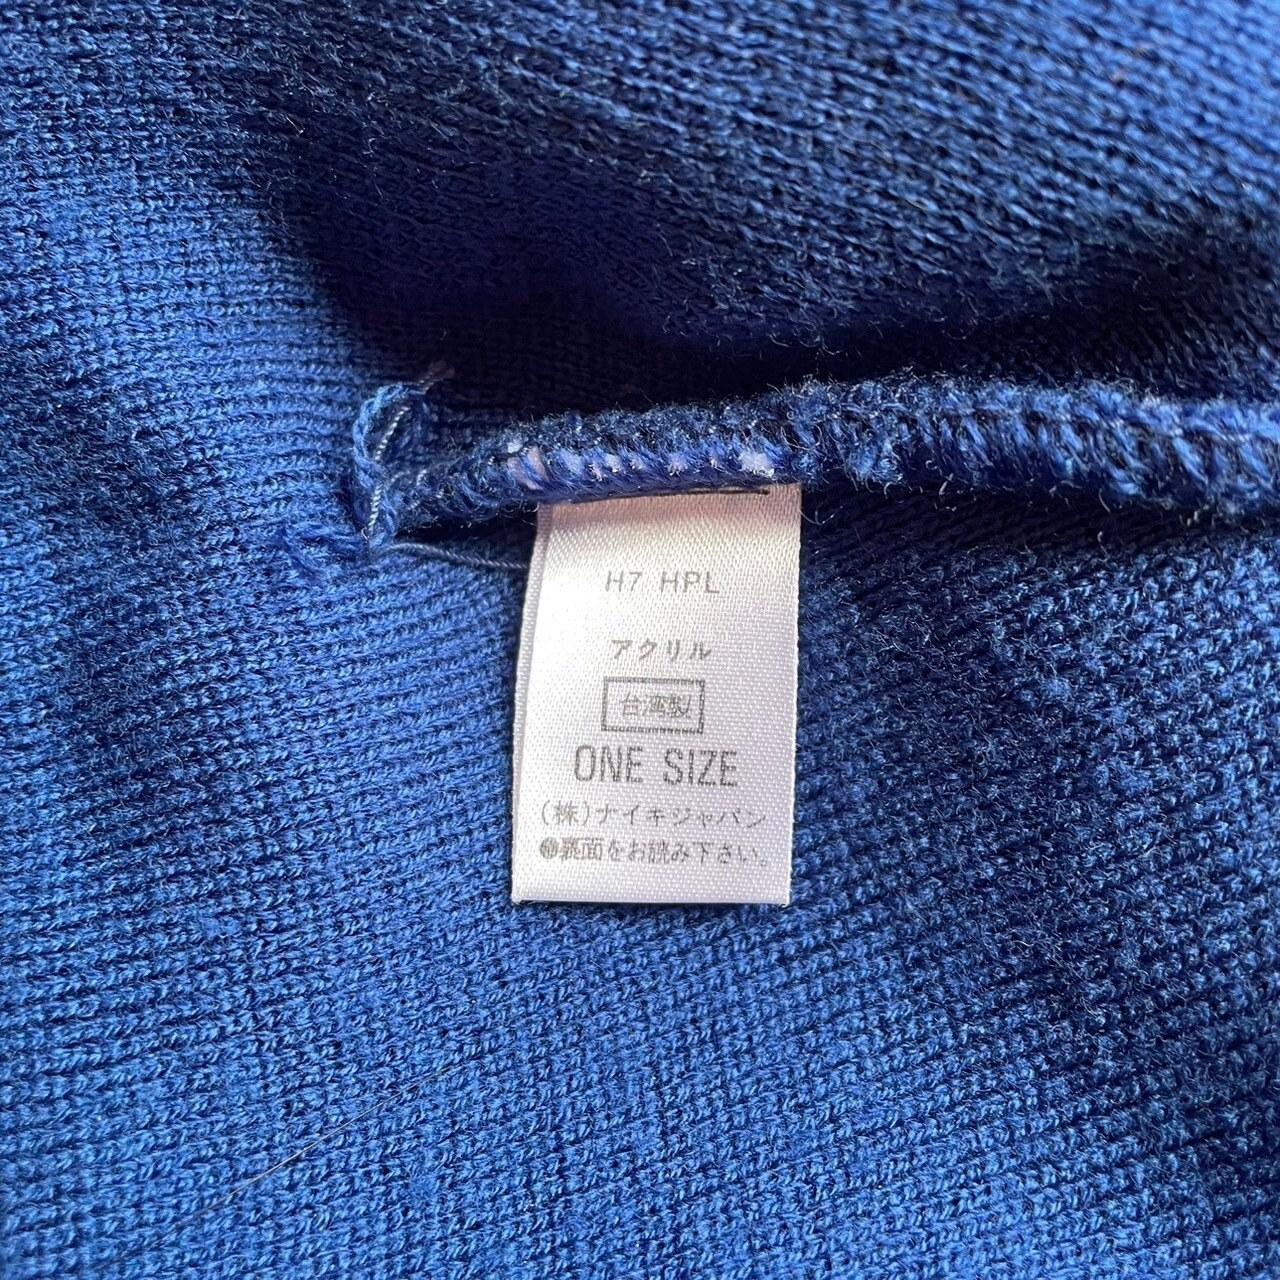 H7 HPL
アクリル
台湾製
ONE SIZE
(株)ナイキジャパン
●裏面をお読み下さい。